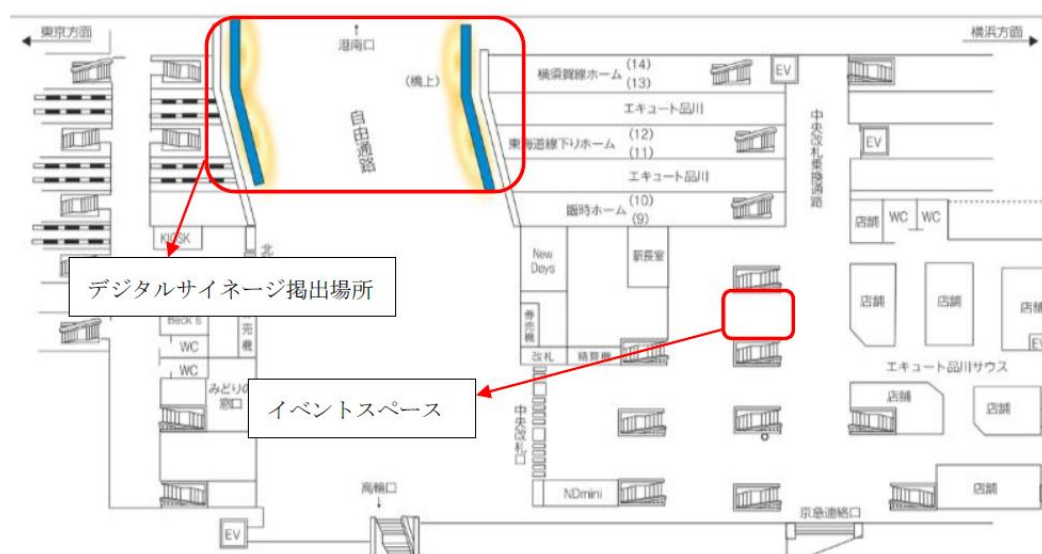 東京方面
港南口
横浜方面
(橋上)
自由通路
横須賀線ホーム (14)
(13)
EV
エキュート品川
東海道線下りホーム (12)
(11)
エキュート品川
臨時ホーム (10)
(9)
中央改札乗換通路
EV
店舗
WC
WC
KIOSK
北
New
Days
駅長室
デジタルサイネージ掲出場所
Beck's
売機
券売機
店舗
店舗
店舗
EV
WC
WC
改札
精算機
エキュート品川サウス
みどりの
窓口
イベントスペース
中央改札口
店舗
店舗
高輪口
NDmini
店舗
京急連絡口
EV